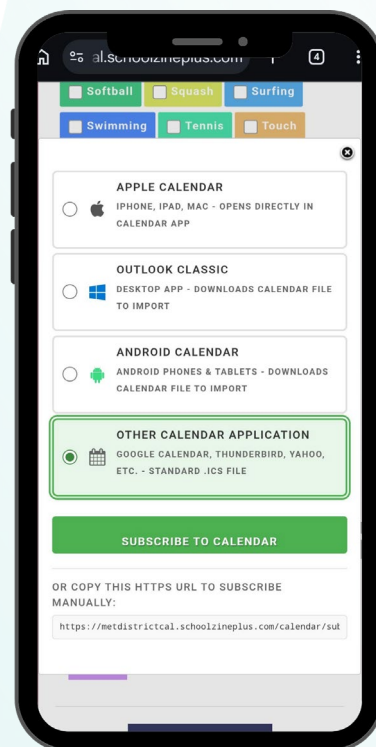 4
Softball Squash Surfing
Swimming Tennis Touch
APPLE CALENDAR
IPHONE, IPAD, MAC - OPENS DIRECTLY IN
CALENDAR APP
OUTLOOK CLASSIC
DESKTOP APP - DOWNLOADS CALENDAR FILE
TO IMPORT
ANDROID CALENDAR
ANDROID PHONES & TABLETS - DOWNLOADS
CALENDAR FILE TO IMPORT
OTHER CALENDAR APPLICATION
GOOGLE CALENDAR, THUNDERBIRD, YAHOO,
ETC. - STANDARD .ICS FILE
SUBSCRIBE TO CALENDAR
OR COPY THIS HTTPS URL TO SUBSCRIBE
MANUALLY:
https://metdistrictcal.schoolzineplus.com/calendar/sub